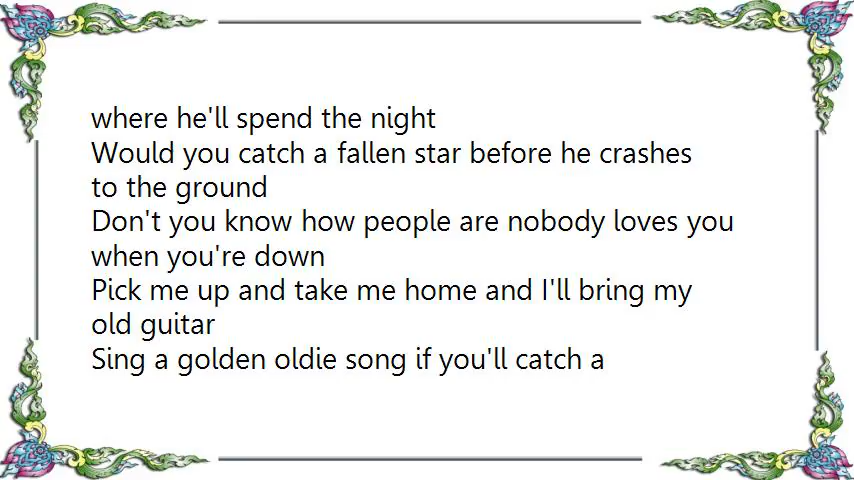 where he'll spend the night
Would you catch a fallen star before he crashes
to the ground
Don't you know how people are nobody loves you
when you're down
Pick me up and take me home and I'll bring my
old guitar
Sing a golden oldie song if you'll catch a